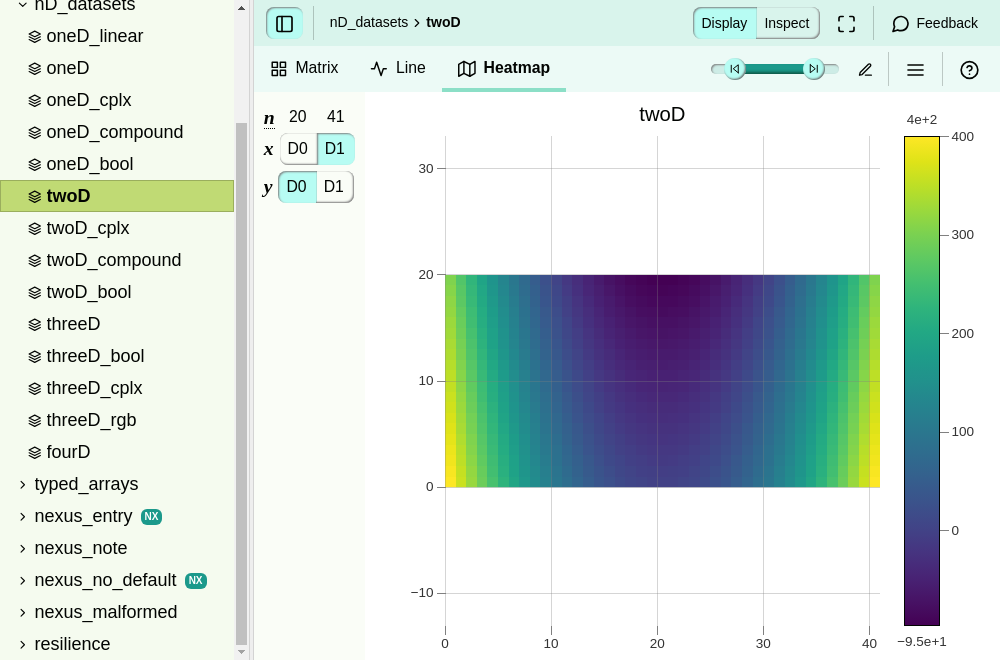 nD_datasets
oneD_linear
oneD
oneD_cplx
oneD_compound
oneD_bool
twoD
twoD_cplx
twoD_compound
twoD_bool
threeD
threeD_bool
threeD_cplx
threeD_rgb
fourD
typed_arrays
nexus_entry NX
nexus_note
nexus_no_default NX
nexus_malformed
resilience
nD_datasets › twoD
Display Inspect
Feedback
Matrix Line Heatmap
n 20 41
x D0 D1
y D0 D1
twoD
30
20
10
0
−10
0 10 20 30 40
4e+2
400
300
200
100
0
−9.5e+1